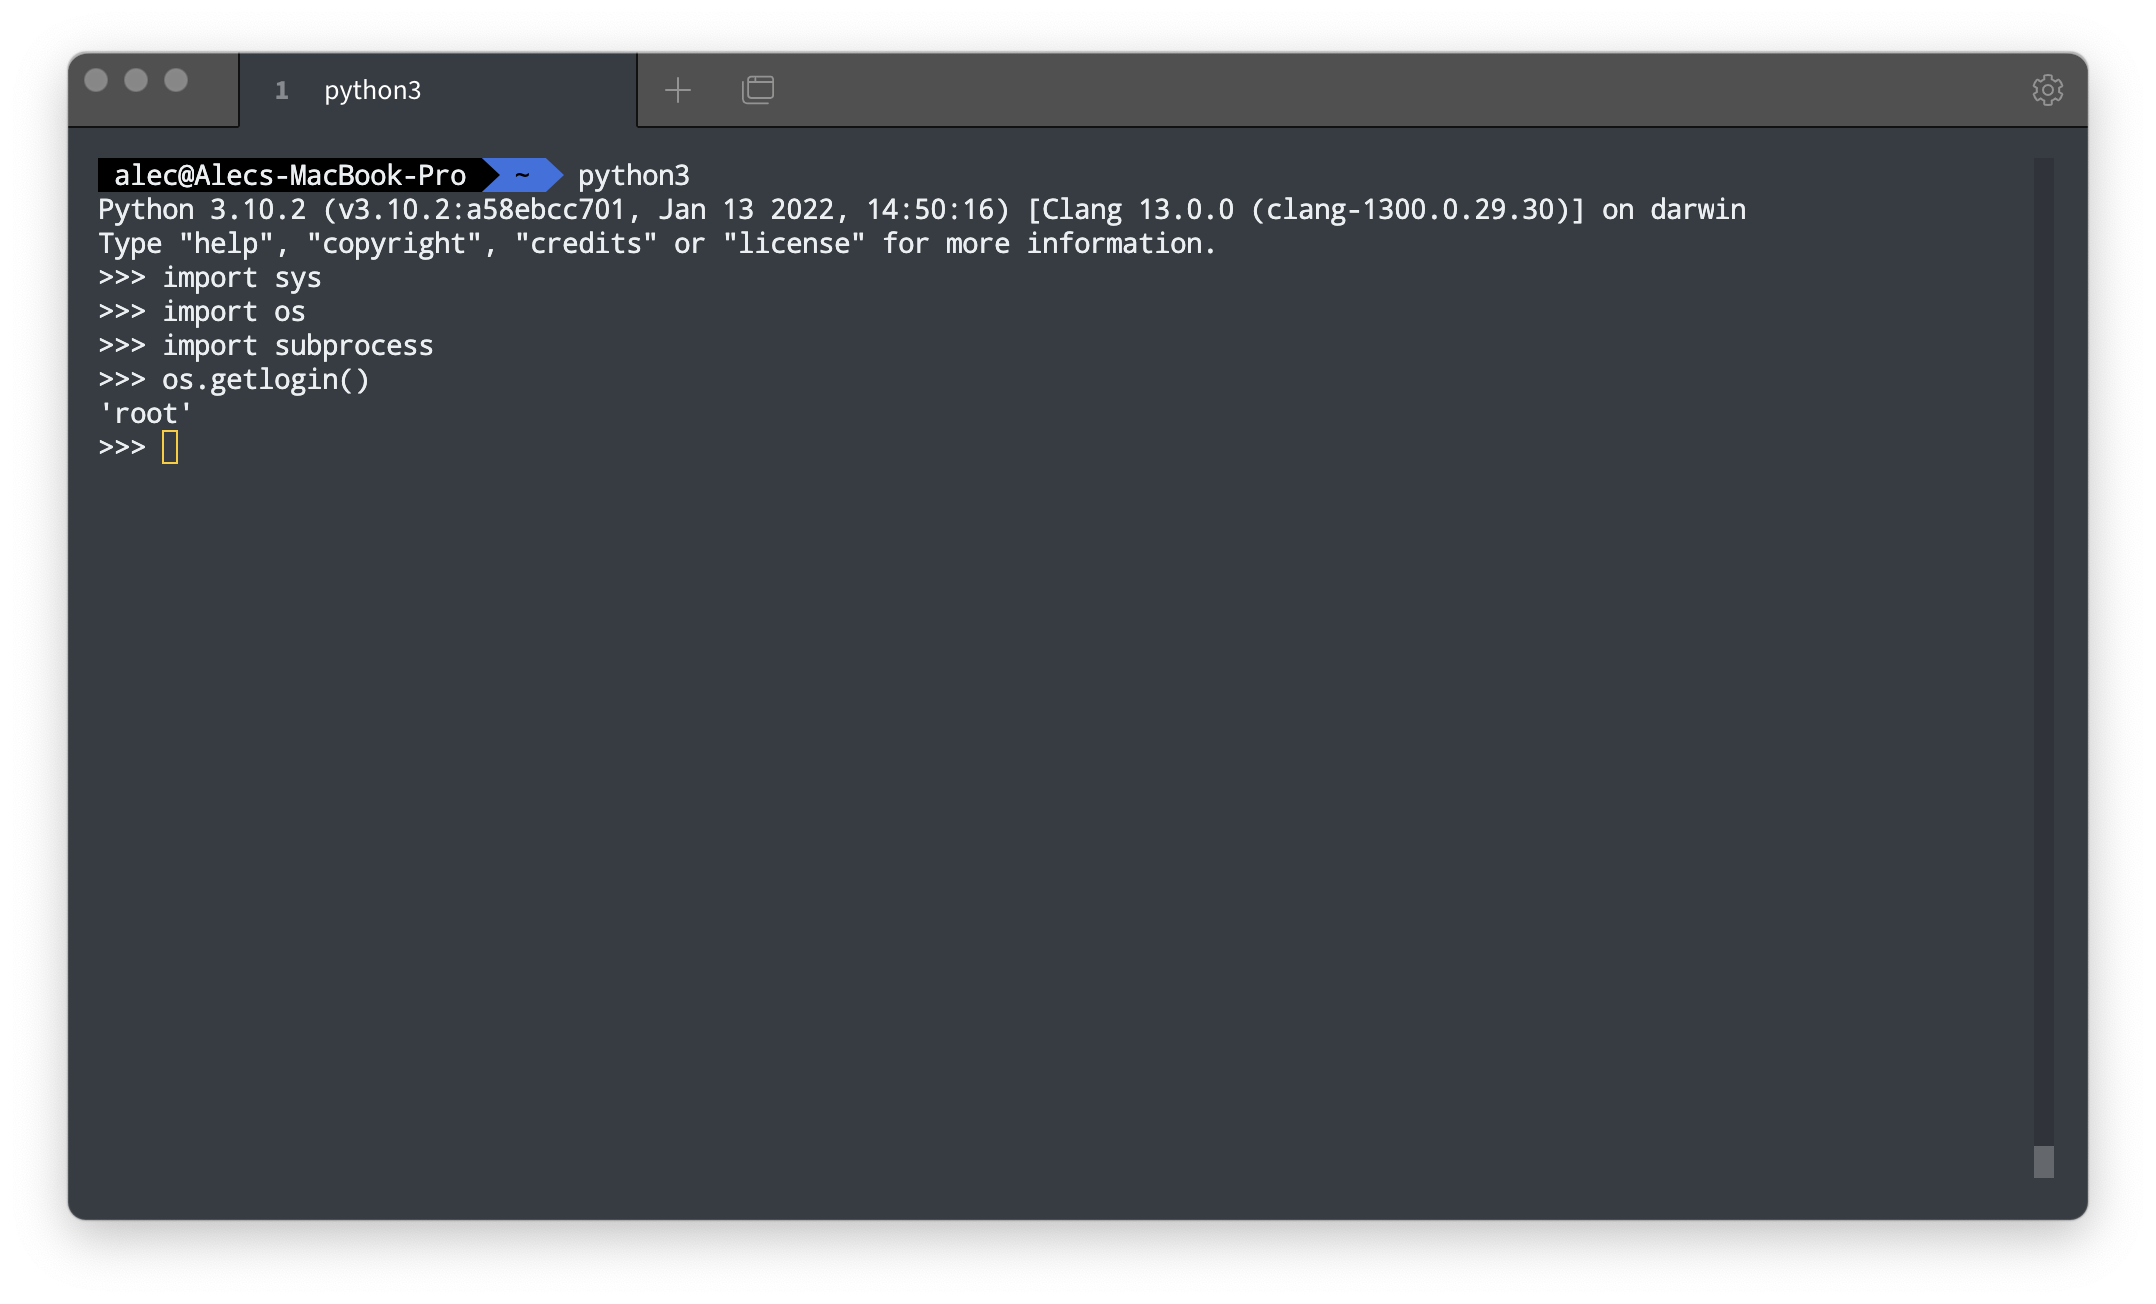 1 python3
alec@Alecs-MacBook-Pro ~ python3
Python 3.10.2 (v3.10.2:a58ebcc701, Jan 13 2022, 14:50:16) [Clang 13.0.0 (clang-1300.0.29.30)] on darwin
Type "help", "copyright", "credits" or "license" for more information.
>>> import sys
>>> import os
>>> import subprocess
>>> os.getlogin()
'root'
>>>